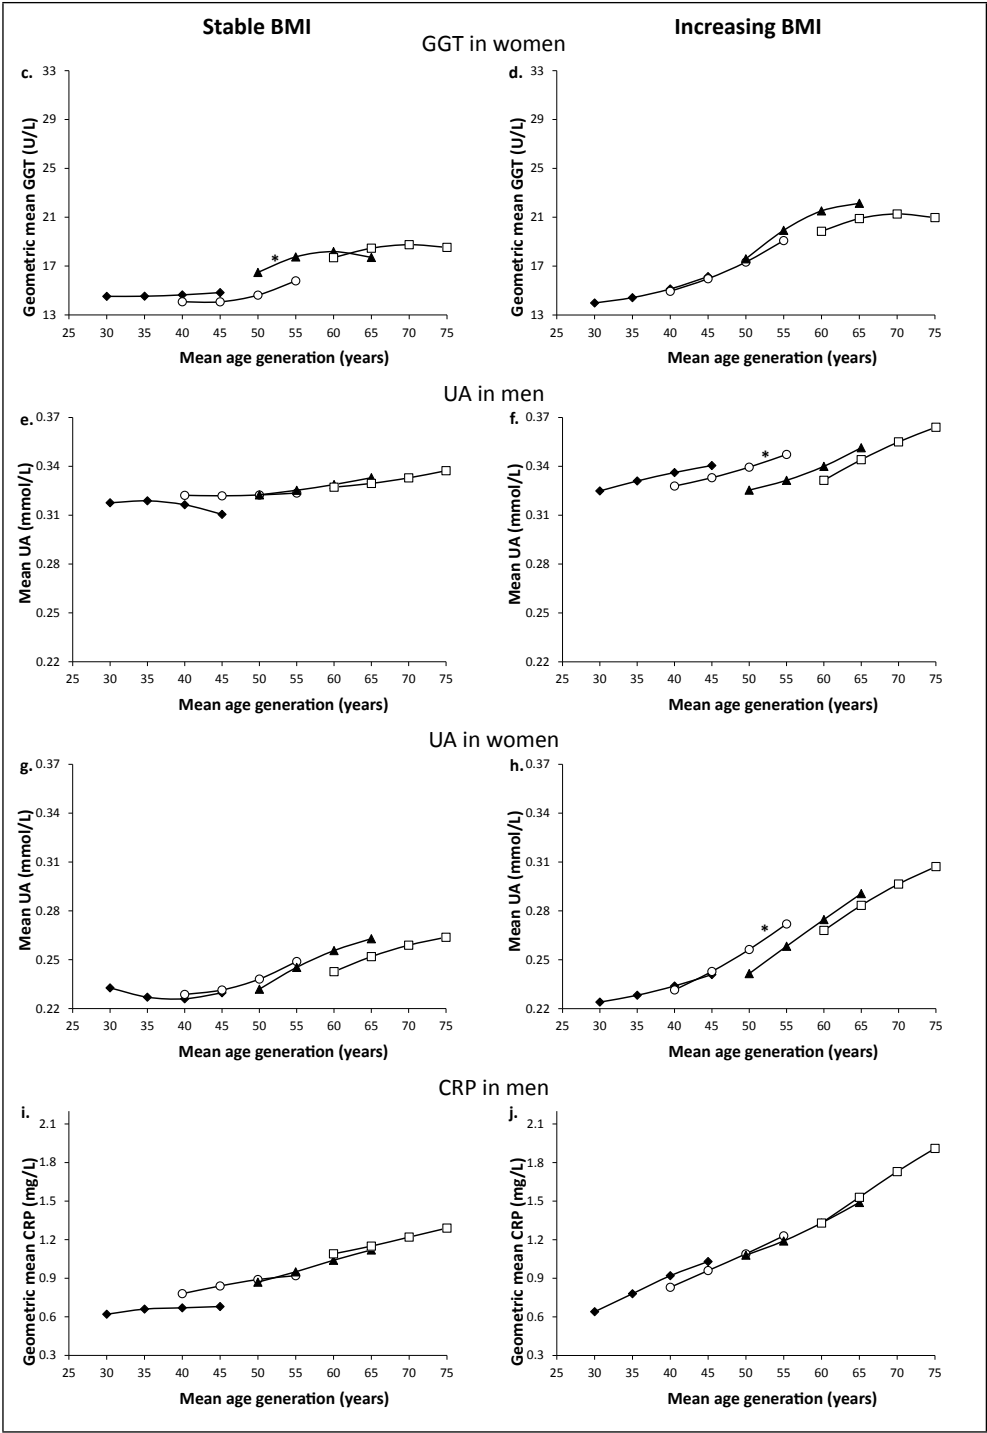 Stable BMI Increasing BMI
GGT in women
c. d.
Geometric mean GGT (U/L)
33
29
25
21
17
13
25 30 35 40 45 50 55 60 65 70 75
Mean age generation (years)
*
Geometric mean GGT (U/L)
33
29
25
21
17
13
25 30 35 40 45 50 55 60 65 70 75
Mean age generation (years)
UA in men
e. f.
Mean UA (mmol/L)
0.37
0.34
0.31
0.28
0.25
0.22
25 30 35 40 45 50 55 60 65 70 75
Mean age generation (years)
Mean UA (mmol/L)
0.37
0.34
0.31
0.28
0.25
0.22
*
25 30 35 40 45 50 55 60 65 70 75
Mean age generation (years)
UA in women
g. h.
Mean UA (mmol/L)
0.37
0.34
0.31
0.28
0.25
0.22
25 30 35 40 45 50 55 60 65 70 75
Mean age generation (years)
Mean UA (mmol/L)
0.37
0.34
0.31
0.28
0.25
0.22
*
25 30 35 40 45 50 55 60 65 70 75
Mean age generation (years)
CRP in men
i. j.
Geometric mean CRP (mg/L)
2.1
1.8
1.5
1.2
0.9
0.6
0.3
25 30 35 40 45 50 55 60 65 70 75
Mean age generation (years)
Geometric mean CRP (mg/L)
2.1
1.8
1.5
1.2
0.9
0.6
0.3
25 30 35 40 45 50 55 60 65 70 75
Mean age generation (years)